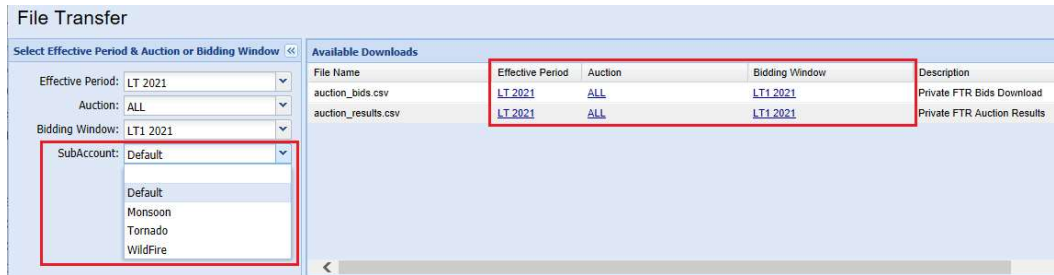 File Transfer
Select Effective Period & Auction or Bidding Window «
Effective Period: LT 2021
Auction: ALL
Bidding Window: LT1 2021
SubAccount: Default
Default
Monsoon
Tornado
WildFire
Available Downloads
File Name Effective Period Auction Bidding Window Description
auction_bids.csv LT 2021 ALL LT1 2021 Private FTR Bids Download
auction_results.csv LT 2021 ALL LT1 2021 Private FTR Auction Results